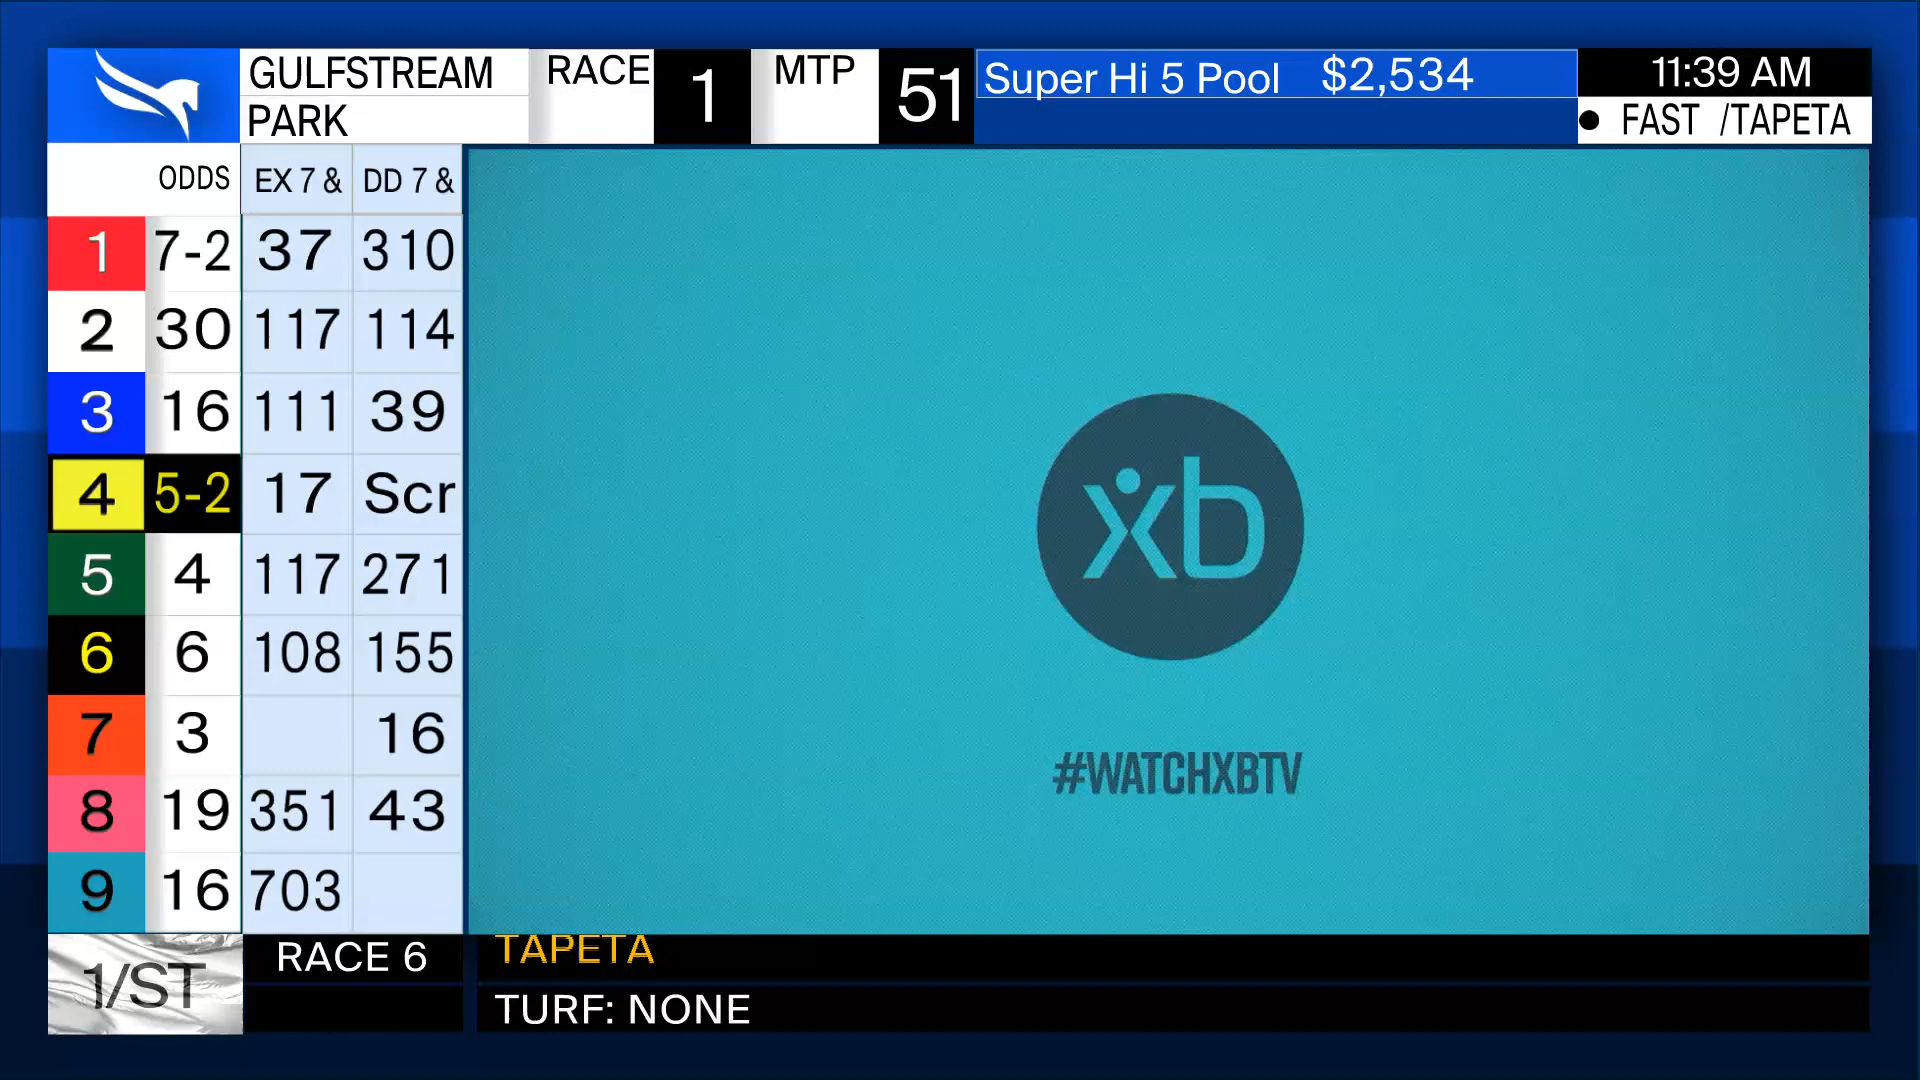 GULFSTREAM PARK RACE 1 MTP 51 Super Hi 5 Pool $2,534 11:39 AM
FAST /TAPETA
ODDS EX 7 & DD 7 &
1 7-2 37 310
2 30 117 114
3 16 111 39
4 5-2 17 Scr
5 4 117 271
6 6 108 155
7 3 16
8 19 351 43
9 16 703
xb
#WATCHXBTV
1/ST
RACE 6
TAPETA
TURF: NONE